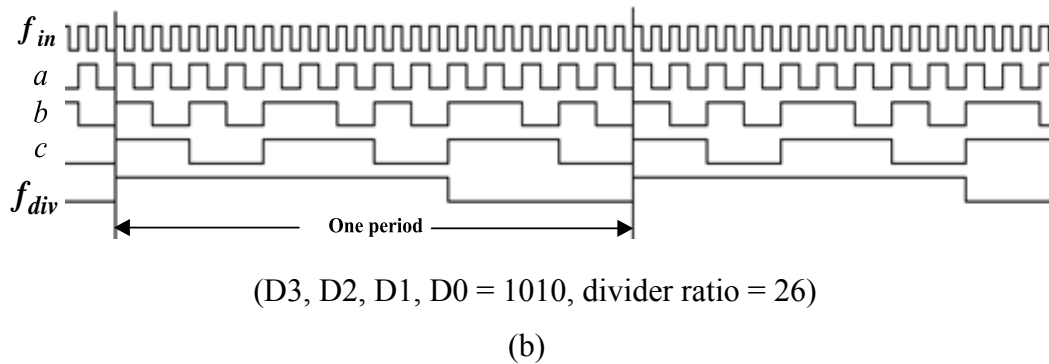 f_in
a
b
c
f_div
One period
(D3, D2, D1, D0 = 1010, divider ratio = 26)
(b)